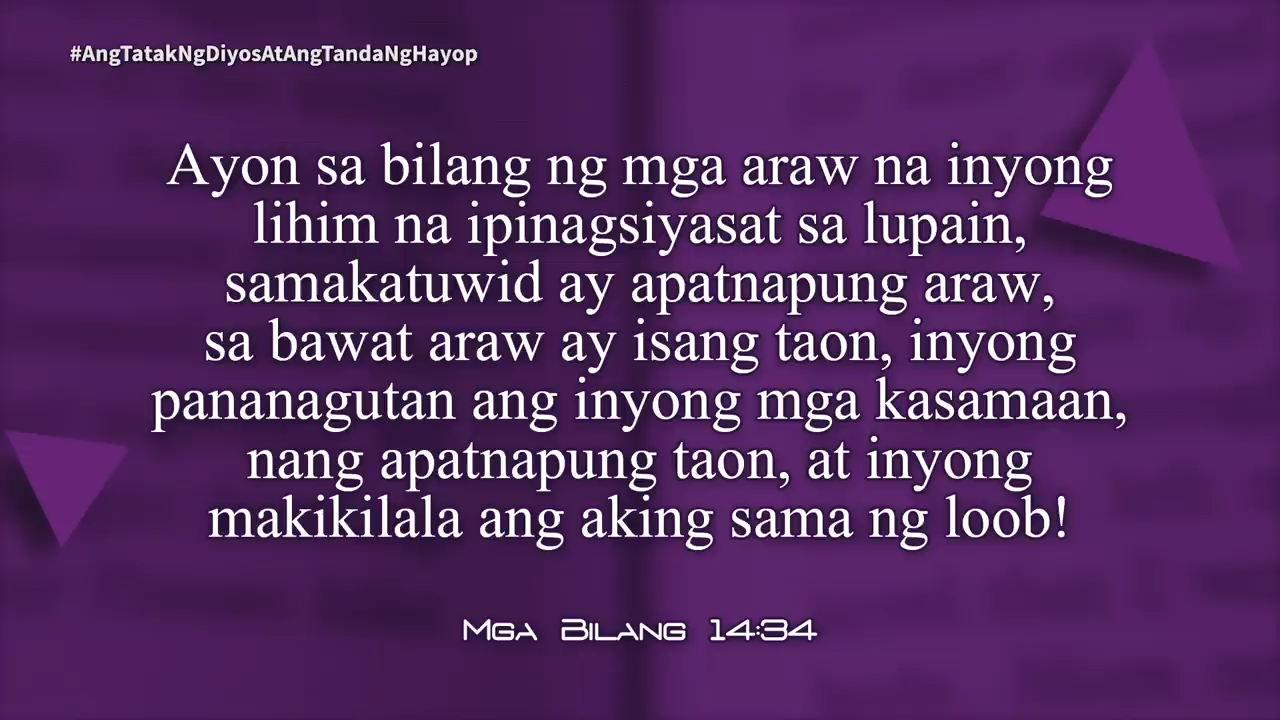 #AngTatakNgDiyosAtAngTandaNgHayop
Ayon sa bilang ng mga araw na inyong
lihim na ipinagsiyasat sa lupain,
samakatuwid ay apatnapung araw,
sa bawat araw ay isang taon, inyong
pananagutan ang inyong mga kasamaan,
nang apatnapung taon, at inyong
makikilala ang aking sama ng loob!
Mga Bilang 14:34